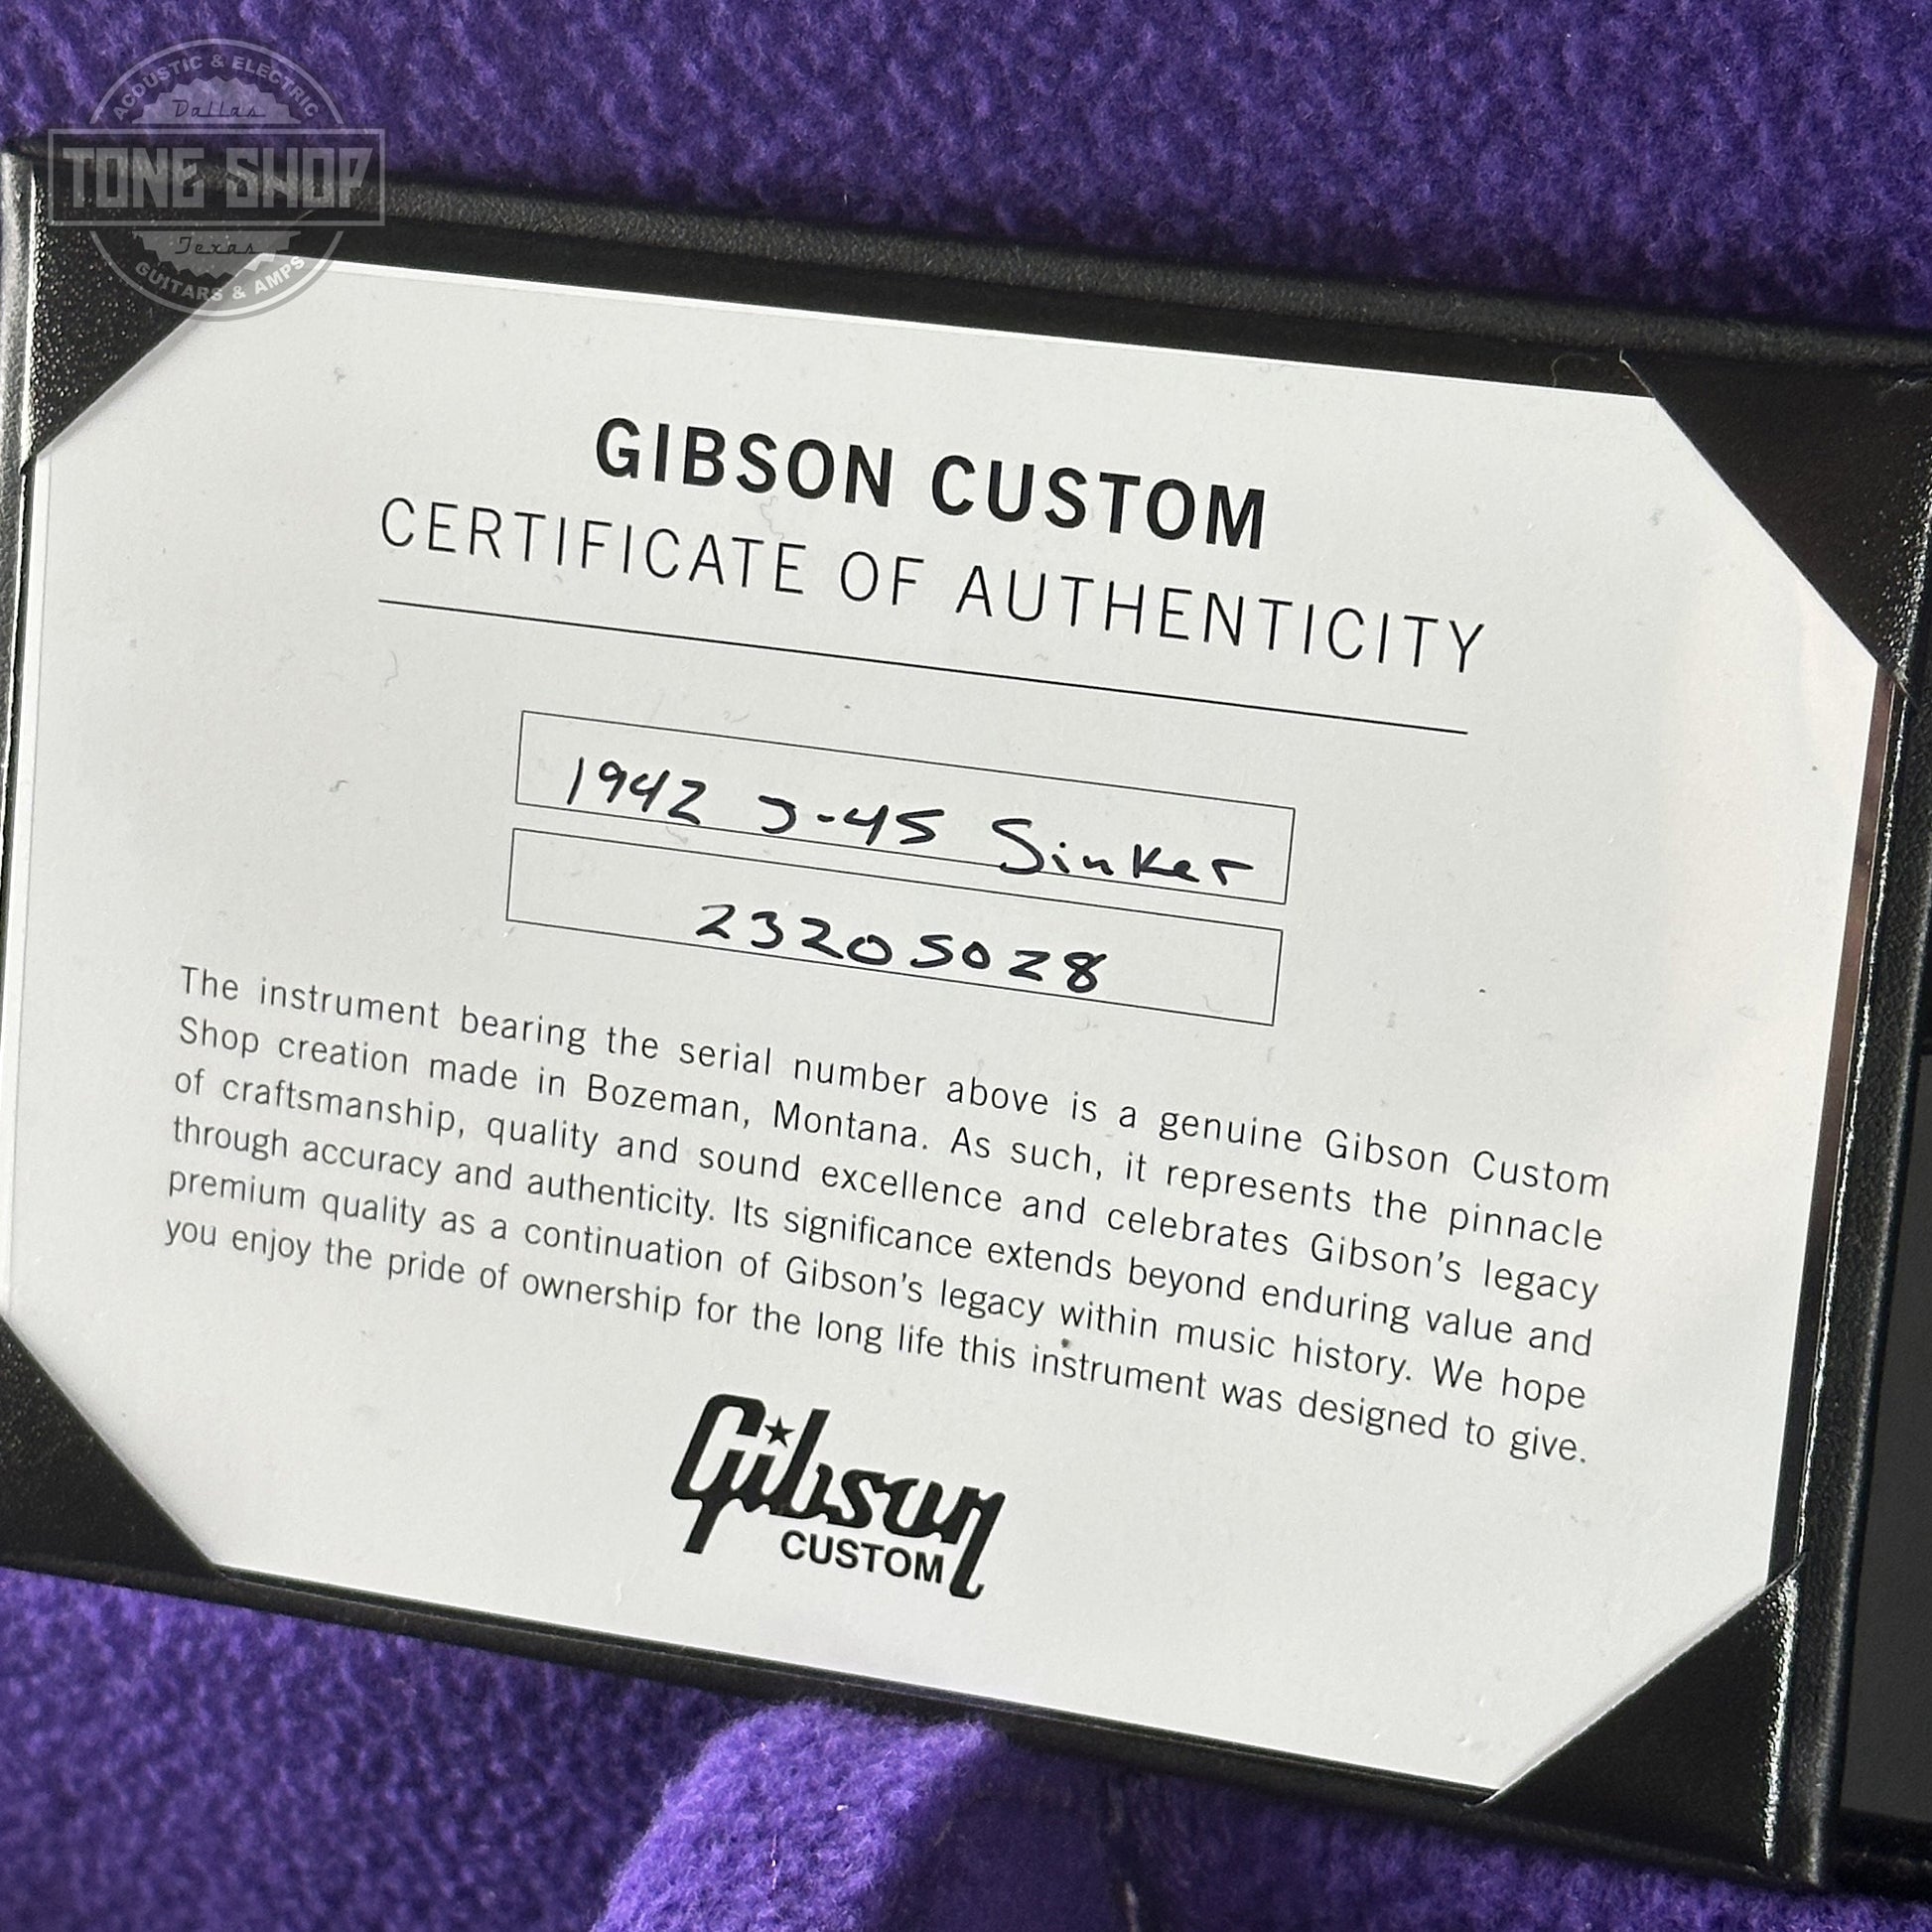 ACOUSTIC & ELECTRIC
Dallas
TONE SHOP
Texas
GUITARS & AMPS
GIBSON CUSTOM
CERTIFICATE OF AUTHENTICITY
1942 J-45 Sinker
23205028
The instrument bearing the serial number above is a genuine Gibson Custom
Shop creation made in Bozeman, Montana. As such, it represents the pinnacle
of craftsmanship, quality and sound excellence and celebrates Gibson's legacy
through accuracy and authenticity. Its significance extends beyond enduring value and
premium quality as a continuation of Gibson's legacy within music history. We hope
you enjoy the pride of ownership for the long life this instrument was designed to give.
Gibson
CUSTOM